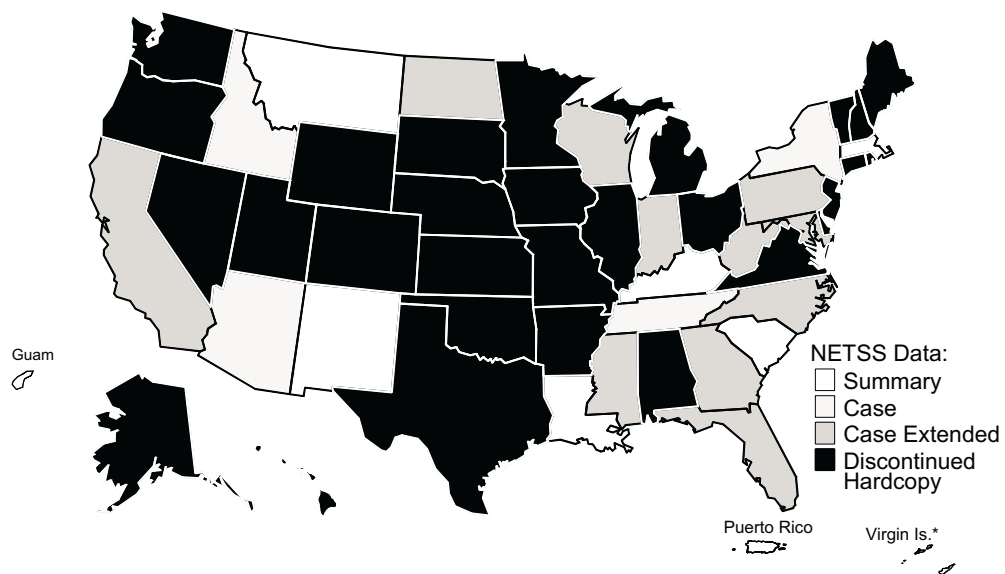 Guam
NETSS Data:
Summary
Case
Case Extended
Discontinued
Hardcopy
Puerto Rico
Virgin Is.*